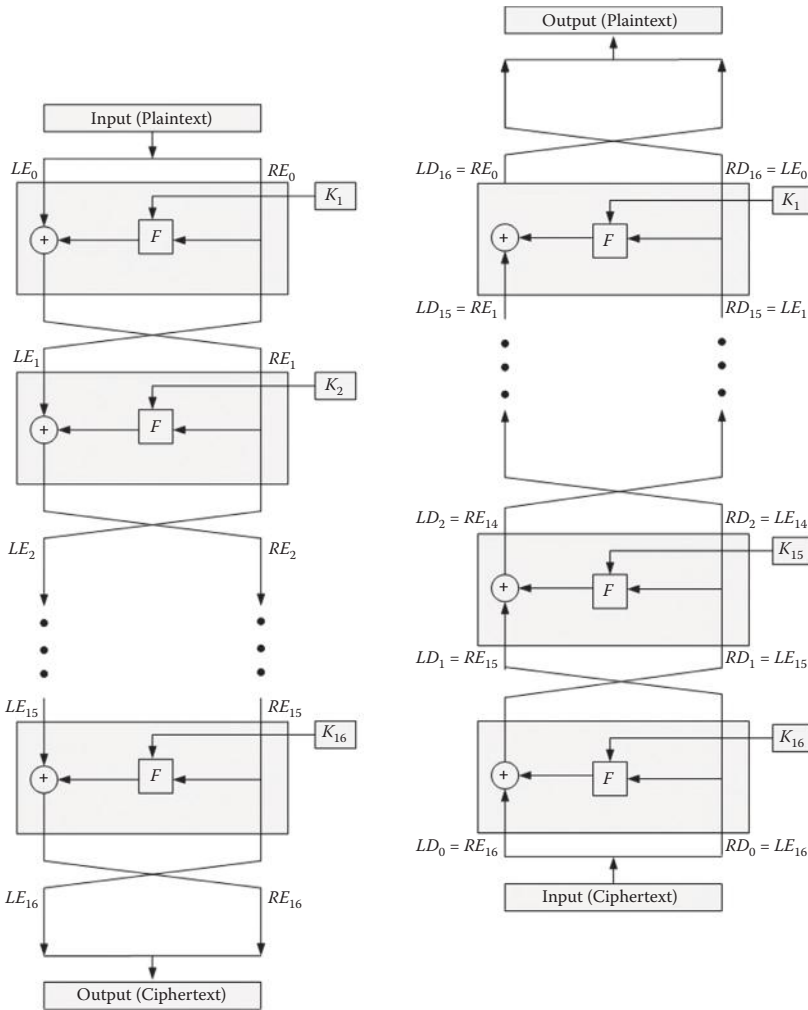 Input (Plaintext)
LE₀
RE₀
K₁
+
F
LE₁
RE₁
K₂
+
F
LE₂
RE₂
LE₁₅
RE₁₅
K₁₆
+
F
LE₁₆
RE₁₆
Output (Ciphertext)
Output (Plaintext)
LD₁₆ = RE₀
RD₁₆ = LE₀
K₁
+
F
LD₁₅ = RE₁
RD₁₅ = LE₁
LD₂ = RE₁₄
RD₂ = LE₁₄
K₁₅
+
F
LD₁ = RE₁₅
RD₁ = LE₁₅
K₁₆
+
F
LD₀ = RE₁₆
RD₀ = LE₁₆
Input (Ciphertext)